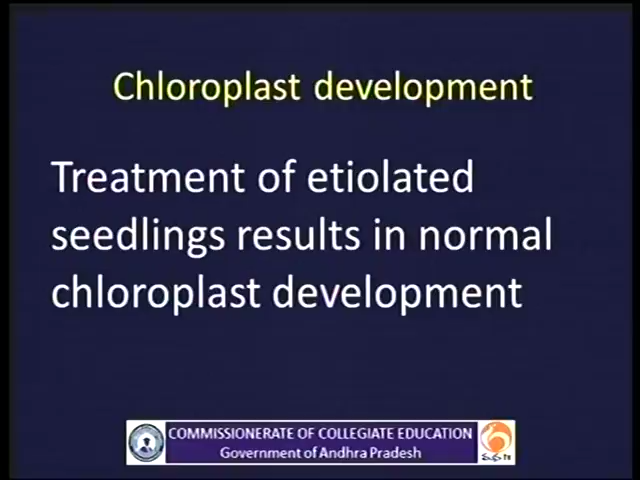 Chloroplast development
Treatment of etiolated
seedlings results in normal
chloroplast development
COMMISSIONERATE OF COLLEGIATE EDUCATION
Government of Andhra Pradesh